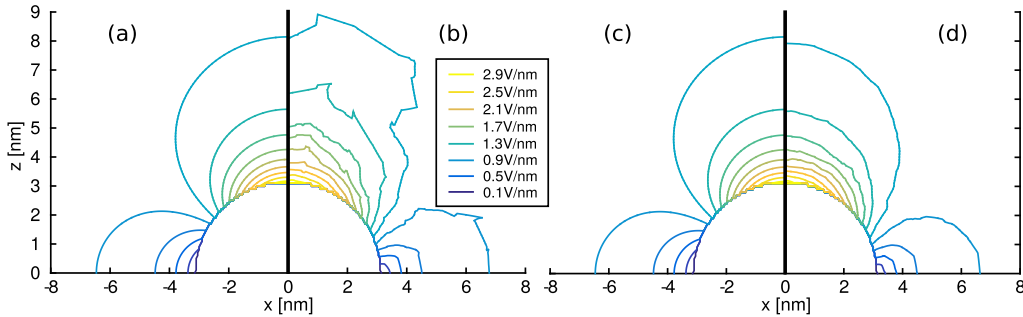 (a) (b) (c) (d)
9
8
7
6
5
4
3
2
1
0
z [nm]
2.9V/nm
2.5V/nm
2.1V/nm
1.7V/nm
1.3V/nm
0.9V/nm
0.5V/nm
0.1V/nm
-8 -6 -4 -2 0 2 4 6 8
-8 -6 -4 -2 0 2 4 6 8
x [nm] x [nm]